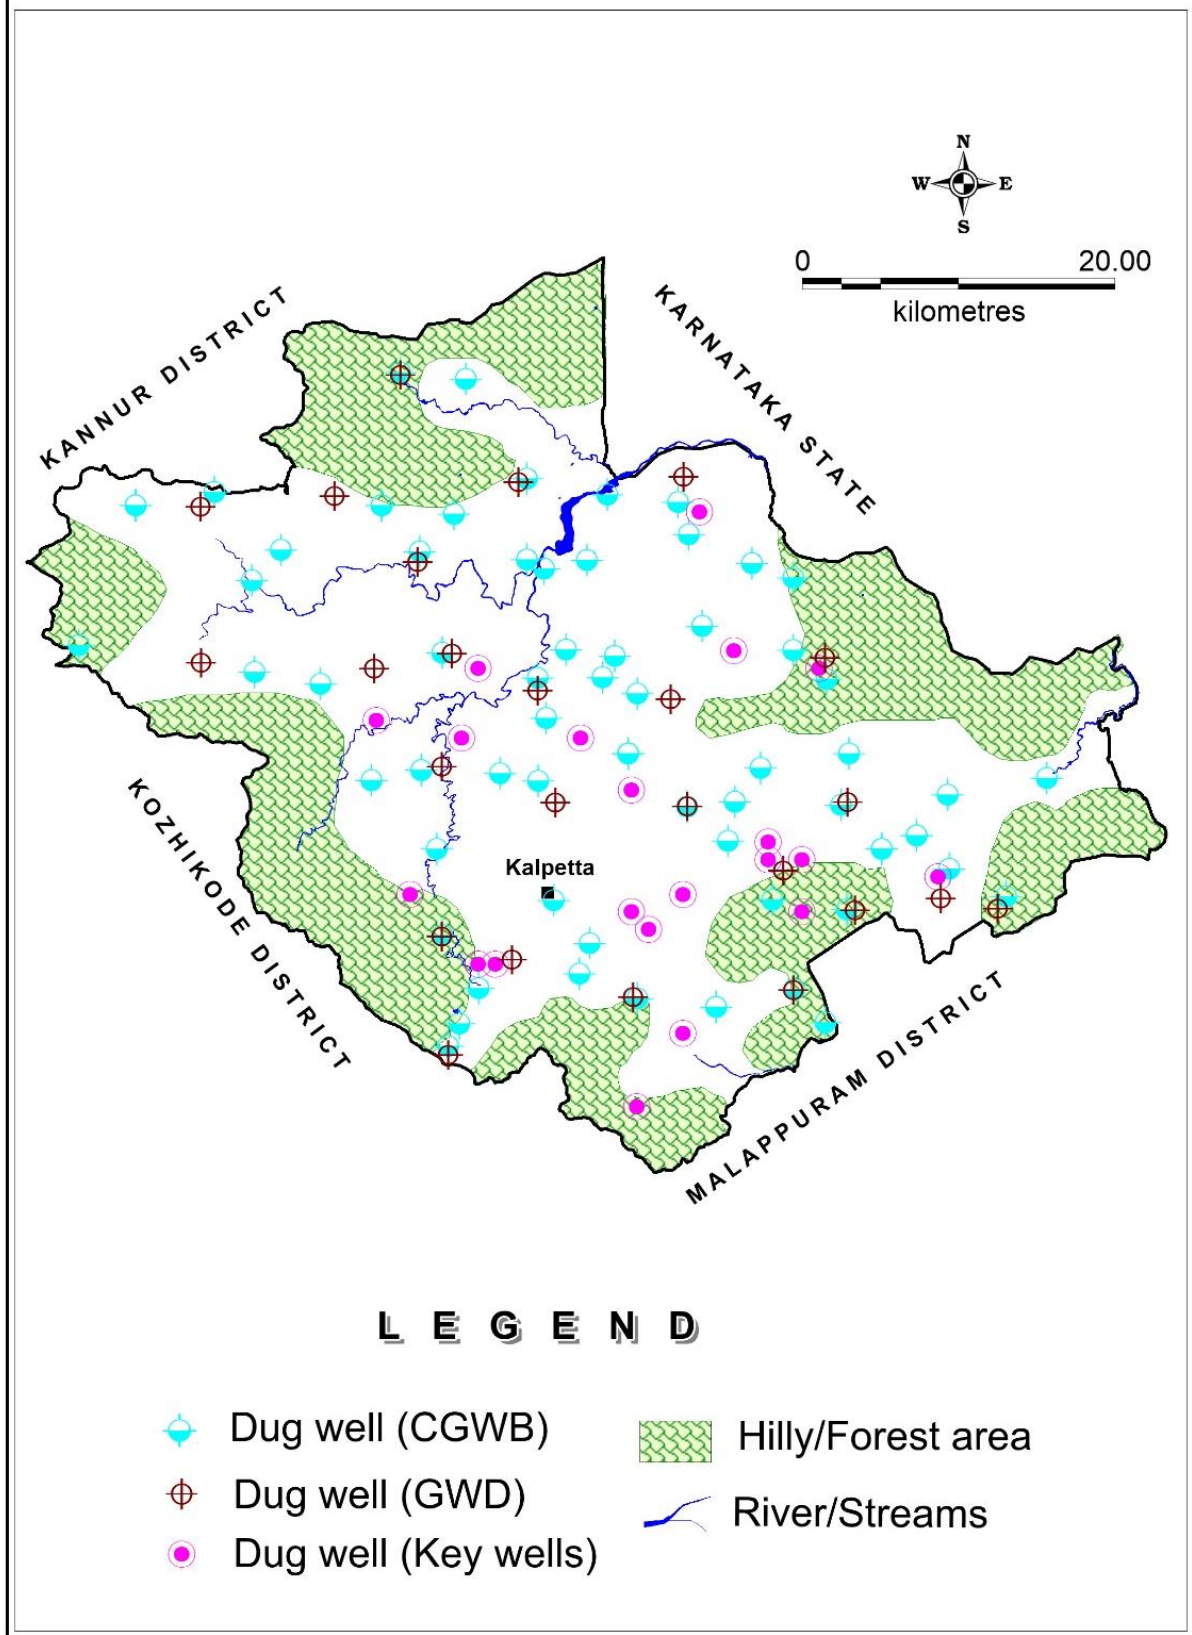 N
W E
S
0 20.00
kilometres
KANNUR DISTRICT
KARNATAKA STATE
KOZHIKODE DISTRICT
Kalpetta
MALAPPURAM DISTRICT
LEGEND
Dug well (CGWB)
Hilly/Forest area
Dug well (GWD)
River/Streams
Dug well (Key wells)